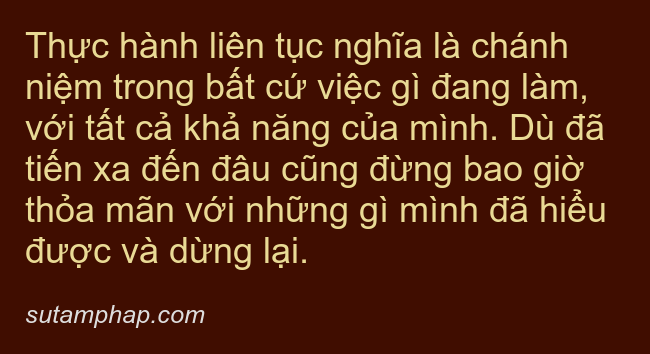 Thực hành liên tục nghĩa là chánh
niệm trong bất cứ việc gì đang làm,
với tất cả khả năng của mình. Dù đã
tiến xa đến đâu cũng đừng bao giờ
thỏa mãn với những gì mình đã hiểu
được và dừng lại.
sutamphap.com